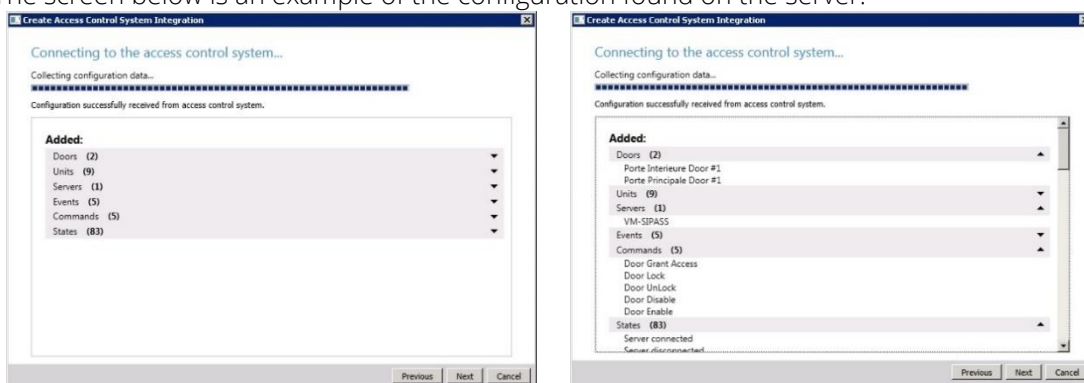 The screen below is an example of the configuration found on the server.
Create Access Control System Integration
Connecting to the access control system...
Collecting configuration data...
Configuration successfully received from access control system.
Added:
Doors (2)
Units (9)
Servers (1)
Events (5)
Commands (5)
States (83)
Previous Next Cancel
Create Access Control System Integration
Connecting to the access control system...
Collecting configuration data...
Configuration successfully received from access control system.
Added:
Doors (2)
Porte Interieure Door #1
Porte Principale Door #1
Units (9)
Servers (1)
VM-SIPASS
Events (5)
Commands (5)
Door Grant Access
Door Lock
Door UnLock
Door Disable
Door Enable
States (83)
Server connected
Server disconnected
Previous Next Cancel